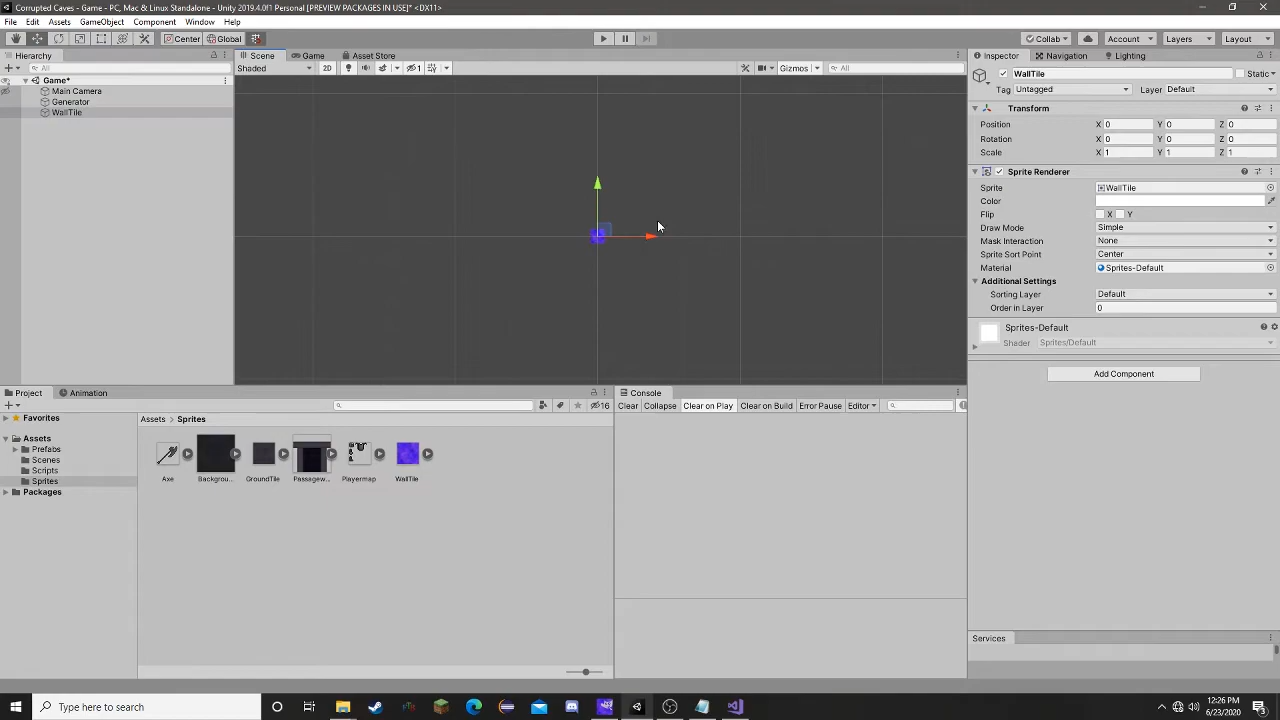 Corrupted Caves - Game - PC, Mac & Linux Standalone - Unity 2019.4.0f1 Personal [PREVIEW PACKAGES IN USE]* <DX11>
File Edit Assets GameObject Component Window Help
Center Global Collab Account Layers Layout
Hierarchy
All
Game*
Main Camera
Generator
WallTile
Scene Game Asset Store
Shaded 2D 1 Gizmos All
Inspector Navigation Lighting
WallTile Static
Tag Untagged Layer Default
Transform
Position X 0 Y 0 Z 0
Rotation X 0 Y 0 Z 0
Scale X 1 Y 1 Z 1
Sprite Renderer
Sprite WallTile
Color
Flip X Y
Draw Mode Simple
Mask Interaction None
Sprite Sort Point Center
Material Sprites-Default
Additional Settings
Sorting Layer Default
Order in Layer 0
Sprites-Default
Shader Sprites/Default
Add Component
Services
Project Animation
16
Favorites
Assets
Prefabs
Scenes
Scripts
Sprites
Packages
Assets Sprites
Axe Backgrou... GroundTile Passagew... Playermap WallTile
Console
Clear Collapse Clear on Play Clear on Build Error Pause Editor
Type here to search
12:26 PM
6/23/2020